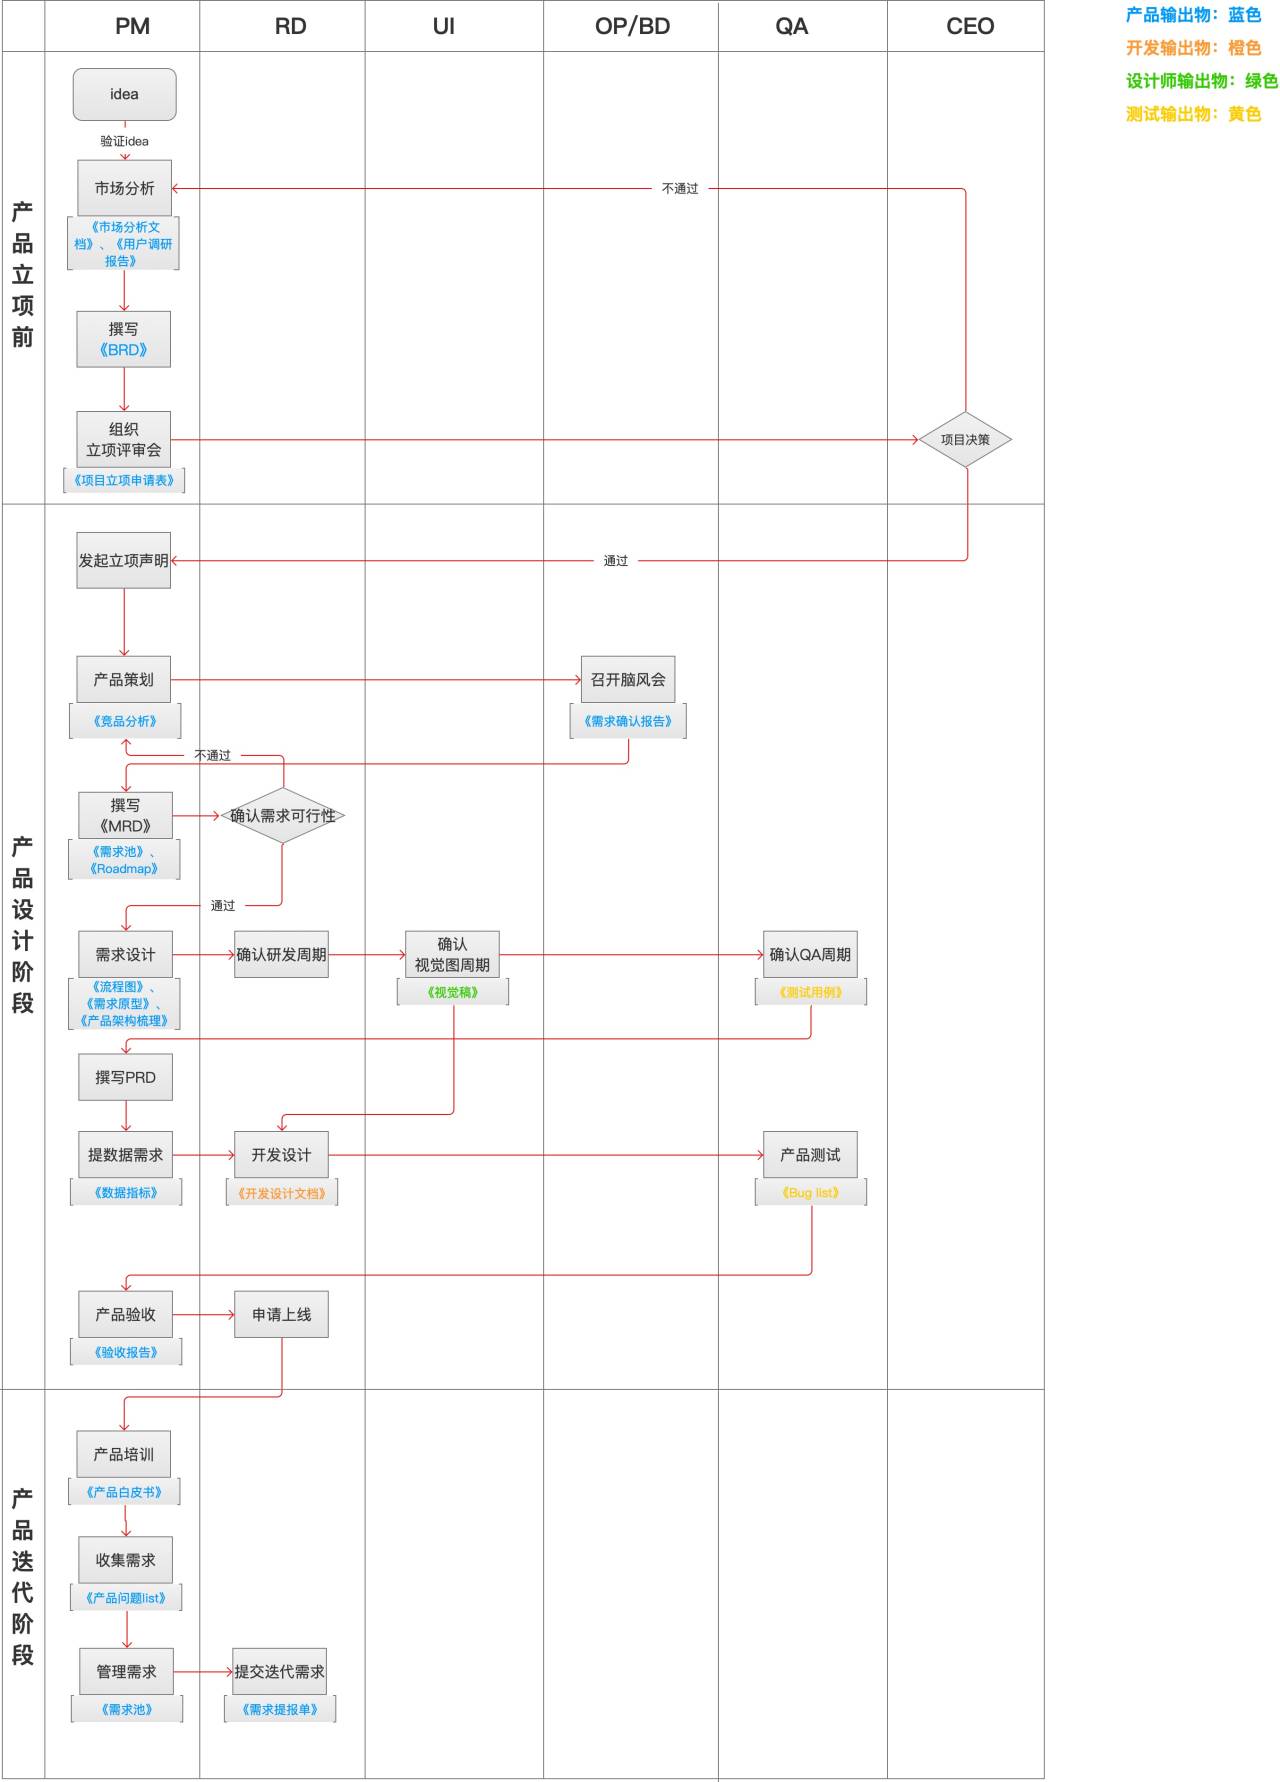 PM
RD
UI
OP/BD
QA
CEO
产品输出物：蓝色
开发输出物：橙色
设计师输出物：绿色
测试输出物：黄色
产品立项前
idea
验证idea
市场分析
不通过
《市场分析文
档》、《用户调研
报告》
撰写
《BRD》
组织
立项评审会
项目决策
《项目立项申请表》
产品设计阶段
发起立项声明
通过
产品策划
召开脑风会
《竞品分析》
《需求确认报告》
不通过
撰写
《MRD》
确认需求可行性
《需求池》、
《Roadmap》
通过
需求设计
确认研发周期
确认
视觉图周期
确认QA周期
《流程图》、
《需求原型》、
《产品架构梳理》
《视觉稿》
《测试用例》
撰写PRD
提数据需求
开发设计
产品测试
《数据指标》
《开发设计文档》
《Bug list》
产品验收
申请上线
《验收报告》
产品迭代阶段
产品培训
《产品白皮书》
收集需求
《产品问题list》
管理需求
提交迭代需求
《需求池》
《需求提报单》